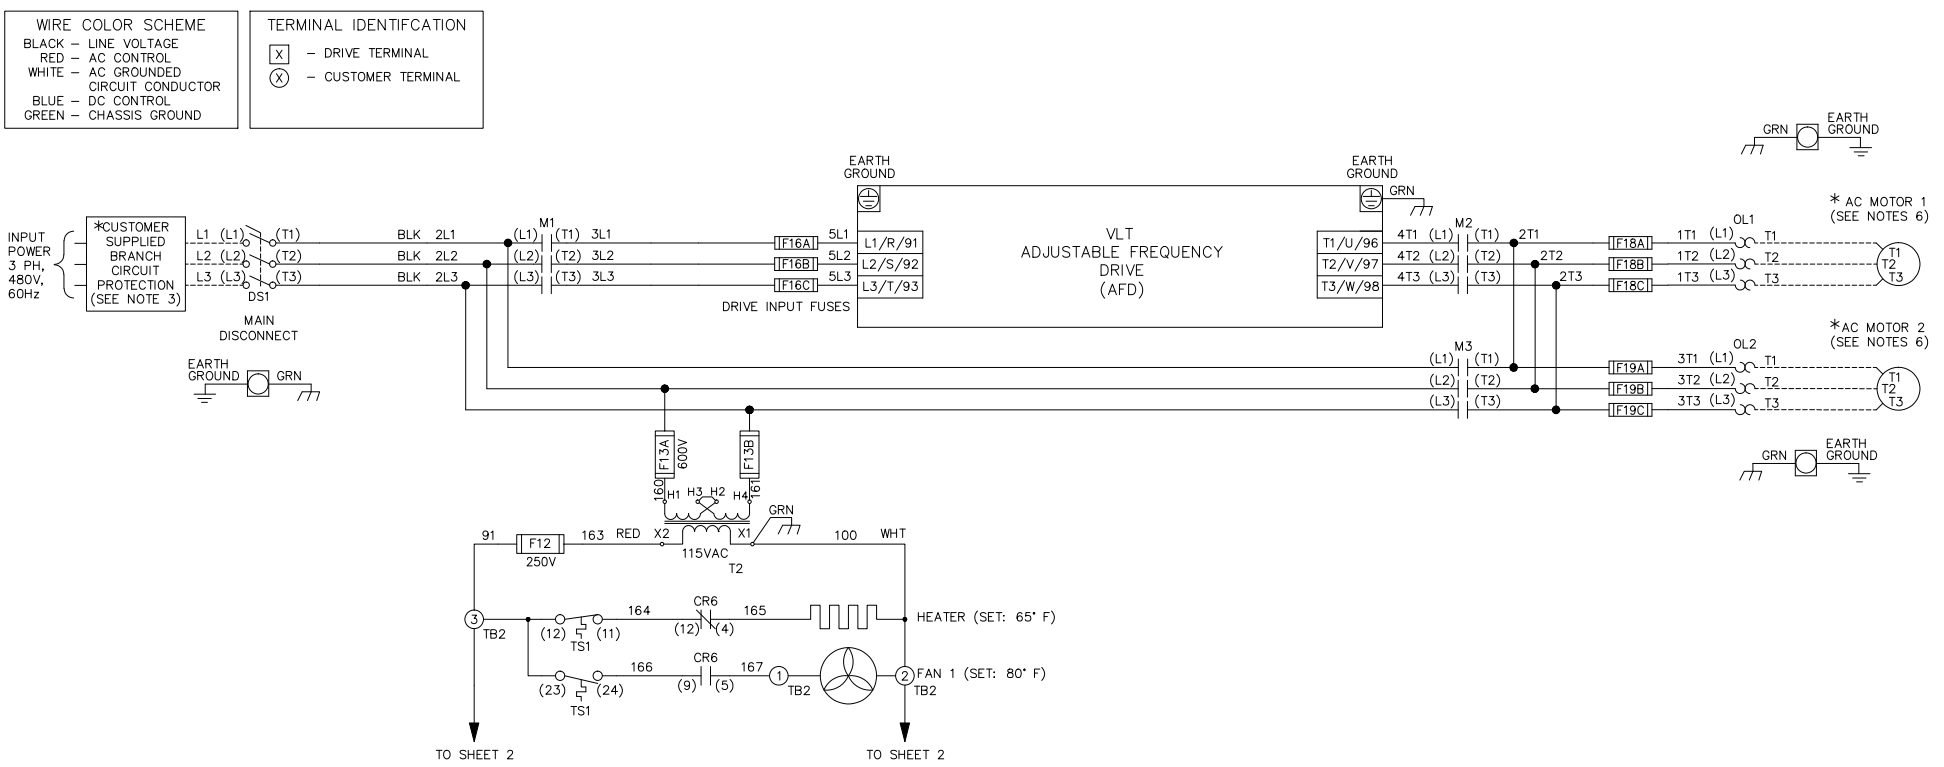 WIRE COLOR SCHEME
BLACK – LINE VOLTAGE
RED – AC CONTROL
WHITE – AC GROUNDED
CIRCUIT CONDUCTOR
BLUE – DC CONTROL
GREEN – CHASSIS GROUND
TERMINAL IDENTIFCATION
X – DRIVE TERMINAL
X – CUSTOMER TERMINAL
INPUT
POWER
3 PH,
480V,
60Hz
*CUSTOMER
SUPPLIED
BRANCH
CIRCUIT
PROTECTION
(SEE NOTE 3)
L1 (L1) (T1) BLK 2L1 (L1) M1 (T1) 3L1 F16A 5L1 L1/R/91
L2 (L2) (T2) BLK 2L2 (L2) (T2) 3L2 F16B 5L2 L2/S/92
L3 (L3) (T3) BLK 2L3 (L3) (T3) 3L3 F16C 5L3 L3/T/93
DS1
MAIN
DISCONNECT
EARTH
GROUND GRN
DRIVE INPUT FUSES
EARTH
GROUND
VLT
ADJUSTABLE FREQUENCY
DRIVE
(AFD)
EARTH
GROUND
GRN
T1/U/96 4T1 (L1) M2 (T1) 2T1 F18A 1T1 (L1) OL1 T1
T2/V/97 4T2 (L2) (T2) 2T2 F18B 1T2 (L2) T2
T3/W/98 4T3 (L3) (T3) 2T3 F18C 1T3 (L3) T3
GRN EARTH
GROUND
* AC MOTOR 1
(SEE NOTES 6)
T1
T2
T3
(L1) M3 (T1) F19A 3T1 (L1) OL2 T1
(L2) (T2) F19B 3T2 (L2) T2
(L3) (T3) F19C 3T3 (L3) T3
* AC MOTOR 2
(SEE NOTES 6)
T1
T2
T3
GRN EARTH
GROUND
F13A
600V
F13B
160
161
H1 H3 H2 H4
GRN
91 F12 163 RED X2 X1 100 WHT
250V
115VAC
T2
3
TB2
(12) (11) 164 CR6 165 HEATER (SET: 65° F)
TS1
(12) (4)
(23) (24) 166 CR6 167 1 2 FAN 1 (SET: 80° F)
TS1
(9) (5)
TB2
TB2
TO SHEET 2
TO SHEET 2